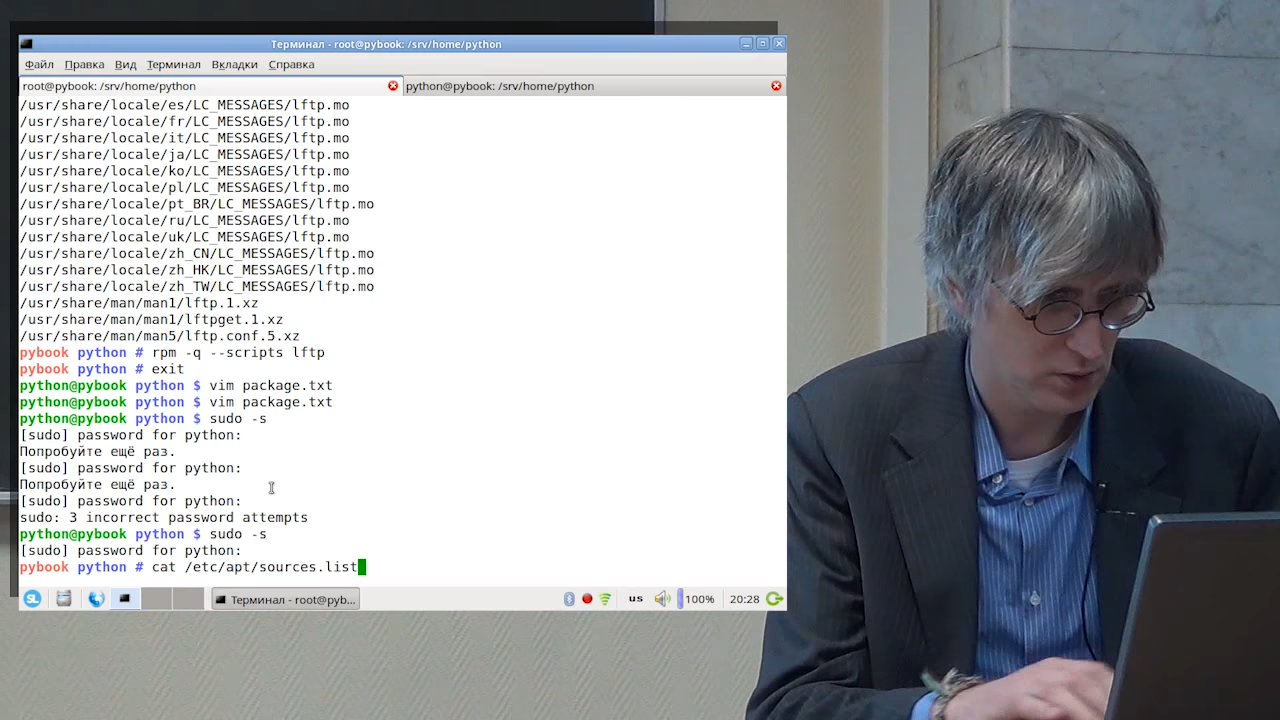 Терминал - root@pybook: /srv/home/python
Файл Правка Вид Терминал Вкладки Справка
root@pybook: /srv/home/python python@pybook: /srv/home/python
/usr/share/locale/es/LC_MESSAGES/lftp.mo
/usr/share/locale/fr/LC_MESSAGES/lftp.mo
/usr/share/locale/it/LC_MESSAGES/lftp.mo
/usr/share/locale/ja/LC_MESSAGES/lftp.mo
/usr/share/locale/ko/LC_MESSAGES/lftp.mo
/usr/share/locale/pl/LC_MESSAGES/lftp.mo
/usr/share/locale/pt_BR/LC_MESSAGES/lftp.mo
/usr/share/locale/ru/LC_MESSAGES/lftp.mo
/usr/share/locale/uk/LC_MESSAGES/lftp.mo
/usr/share/locale/zh_CN/LC_MESSAGES/lftp.mo
/usr/share/locale/zh_HK/LC_MESSAGES/lftp.mo
/usr/share/locale/zh_TW/LC_MESSAGES/lftp.mo
/usr/share/man/man1/lftp.1.xz
/usr/share/man/man1/lftpget.1.xz
/usr/share/man/man5/lftp.conf.5.xz
pybook python # rpm -q --scripts lftp
pybook python # exit
python@pybook python $ vim package.txt
python@pybook python $ vim package.txt
python@pybook python $ sudo -s
[sudo] password for python:
Попробуйте ещё раз.
[sudo] password for python:
Попробуйте ещё раз.
[sudo] password for python:
sudo: 3 incorrect password attempts
python@pybook python $ sudo -s
[sudo] password for python:
pybook python # cat /etc/apt/sources.list
SL Терминал - root@pyb... us 100% 20:28